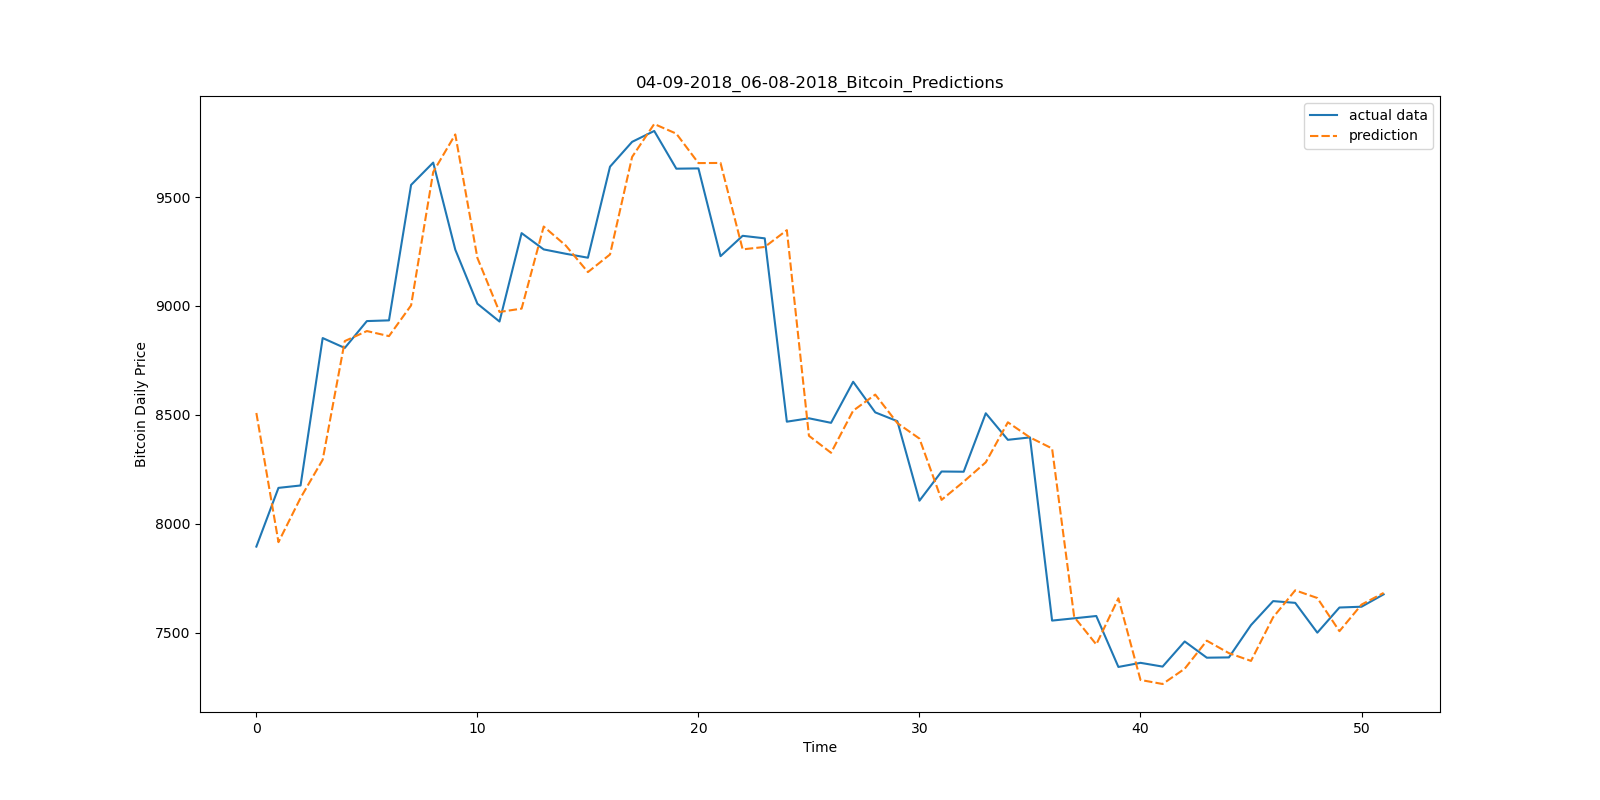 04-09-2018_06-08-2018_Bitcoin_Predictions
actual data
prediction
9500
9000
8500
8000
7500
Bitcoin Daily Price
0 10 20 30 40 50
Time